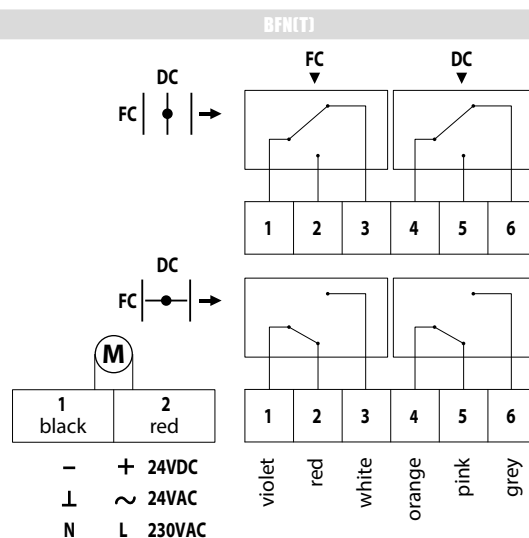 BFN(T)
FC DC
DC
FC
1 2 3 4 5 6
DC
FC
M
1 2
black red
1 2 3 4 5 6
violet red white orange pink grey
– + 24VDC
⊥ ~ 24VAC
N L 230VAC